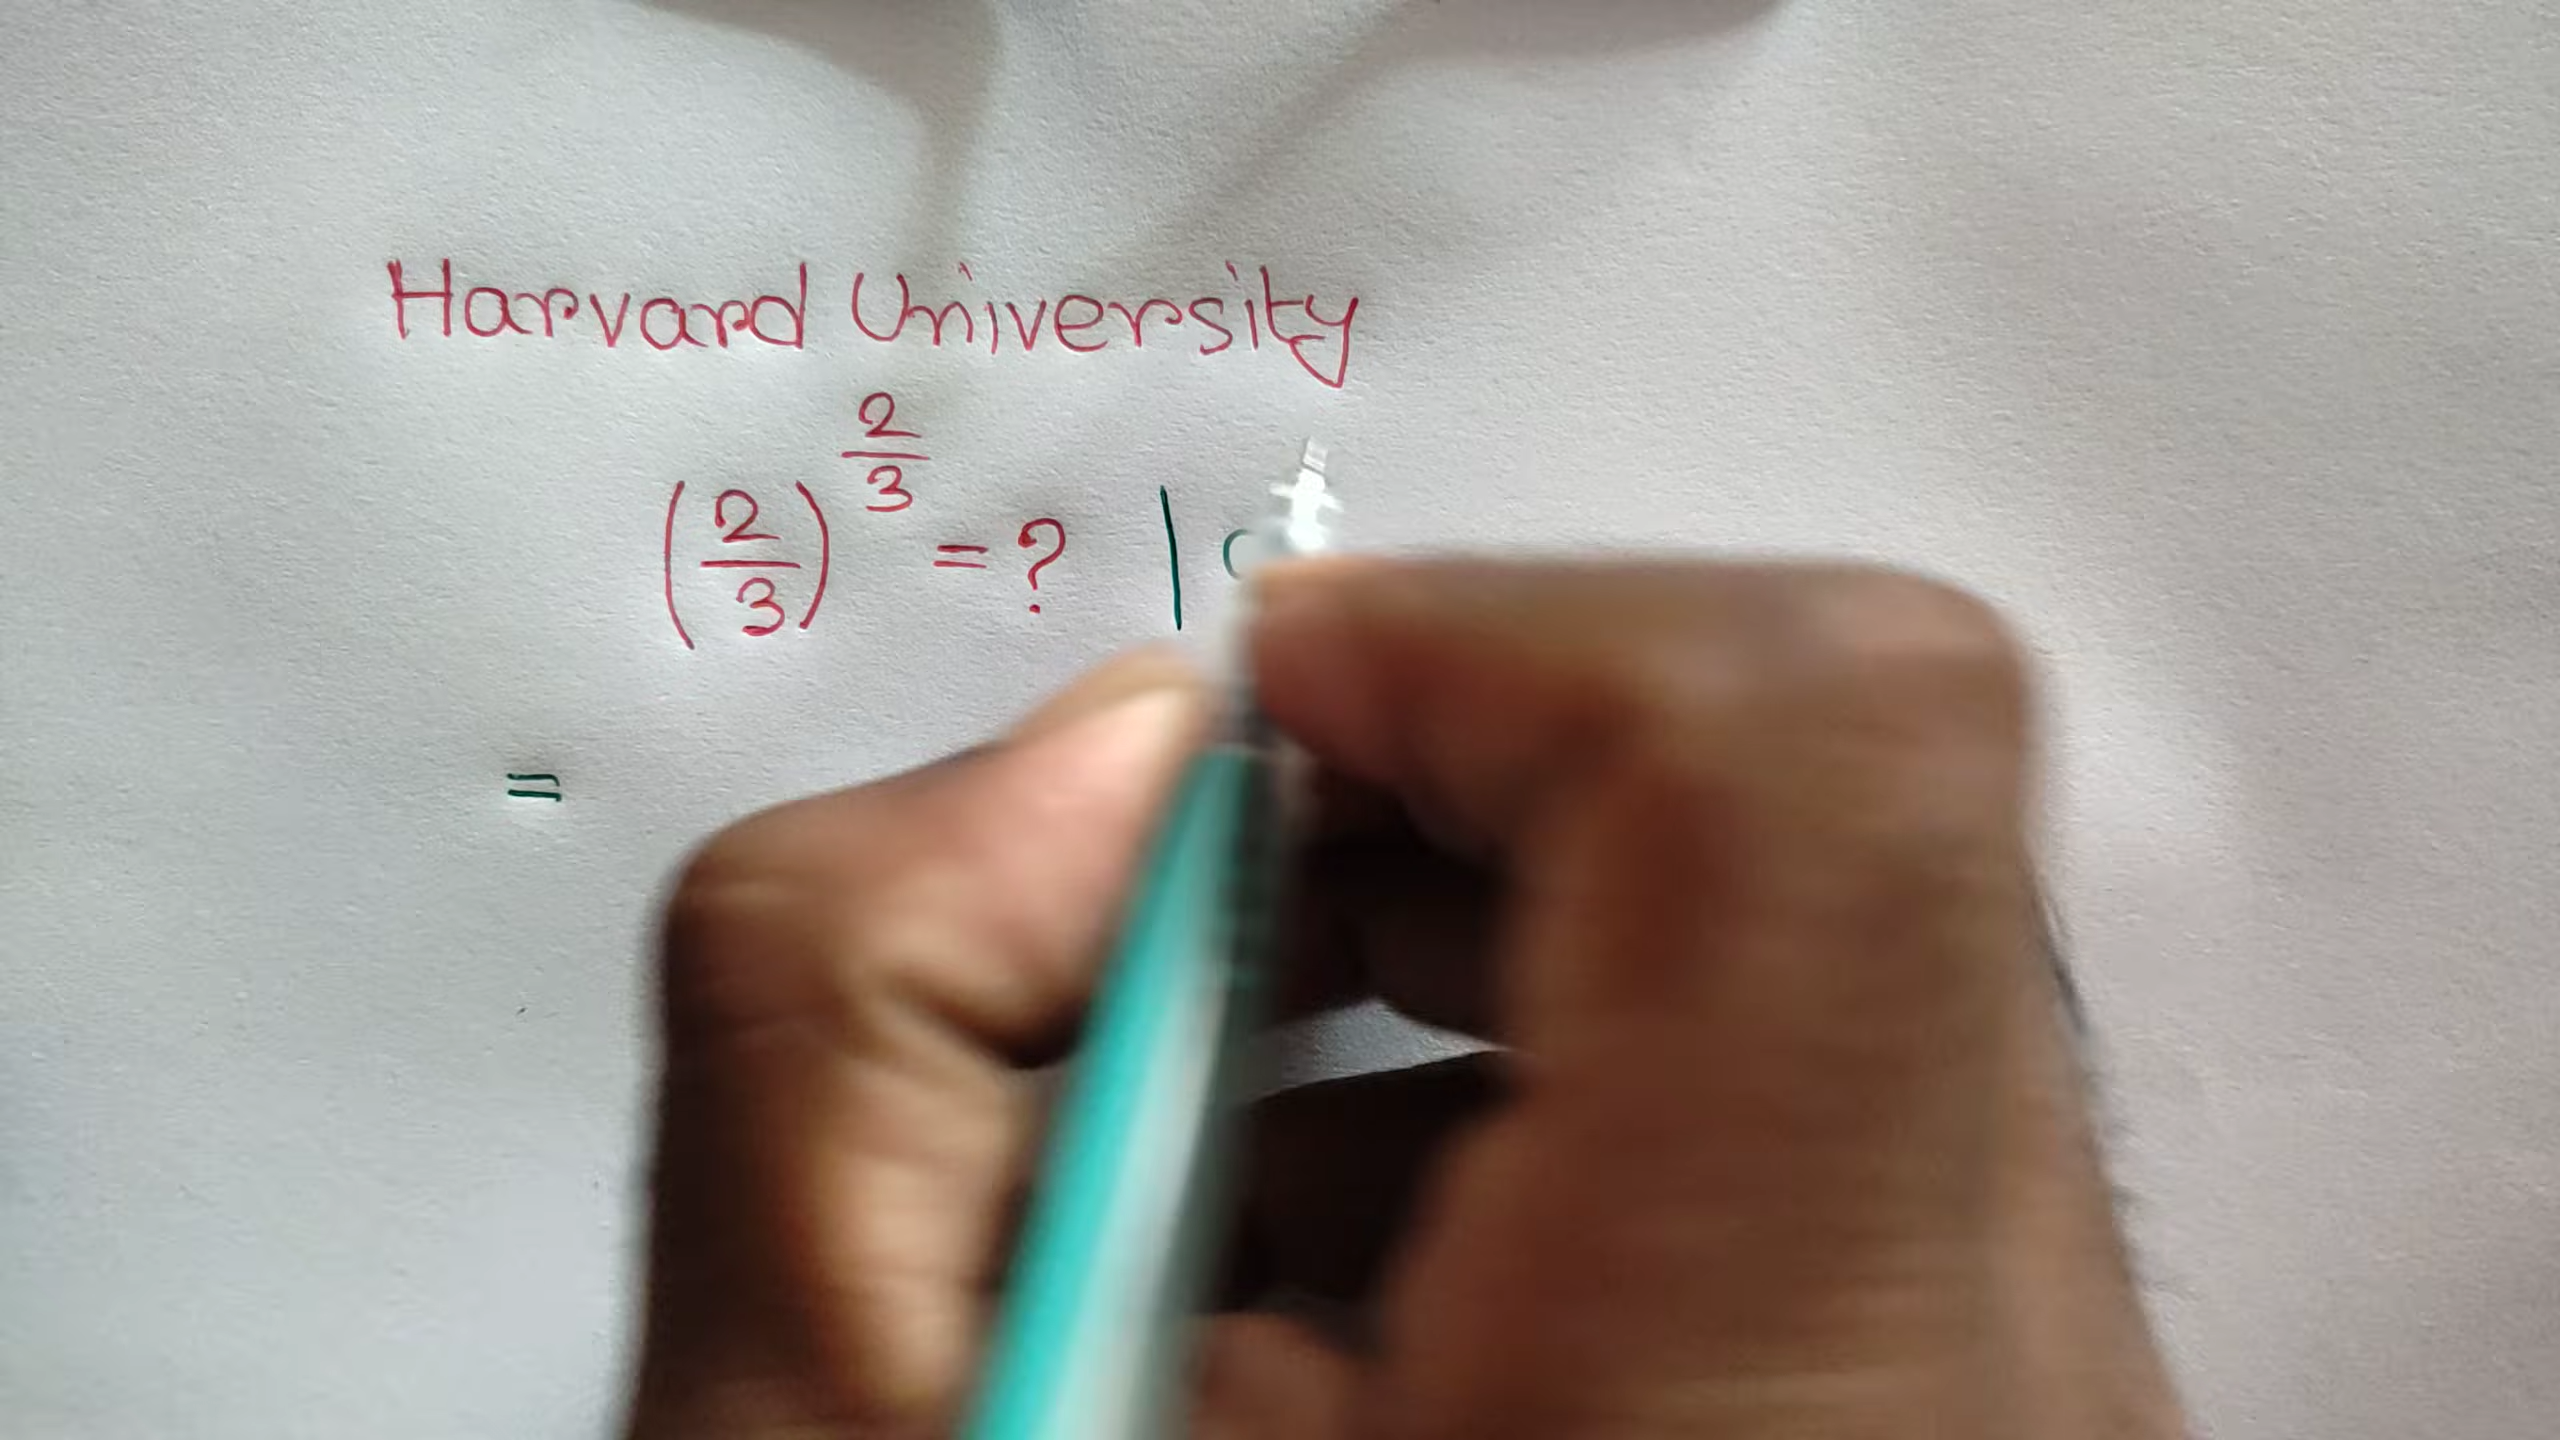 Harvard University
(2/3)^(2/3) = ? |
=